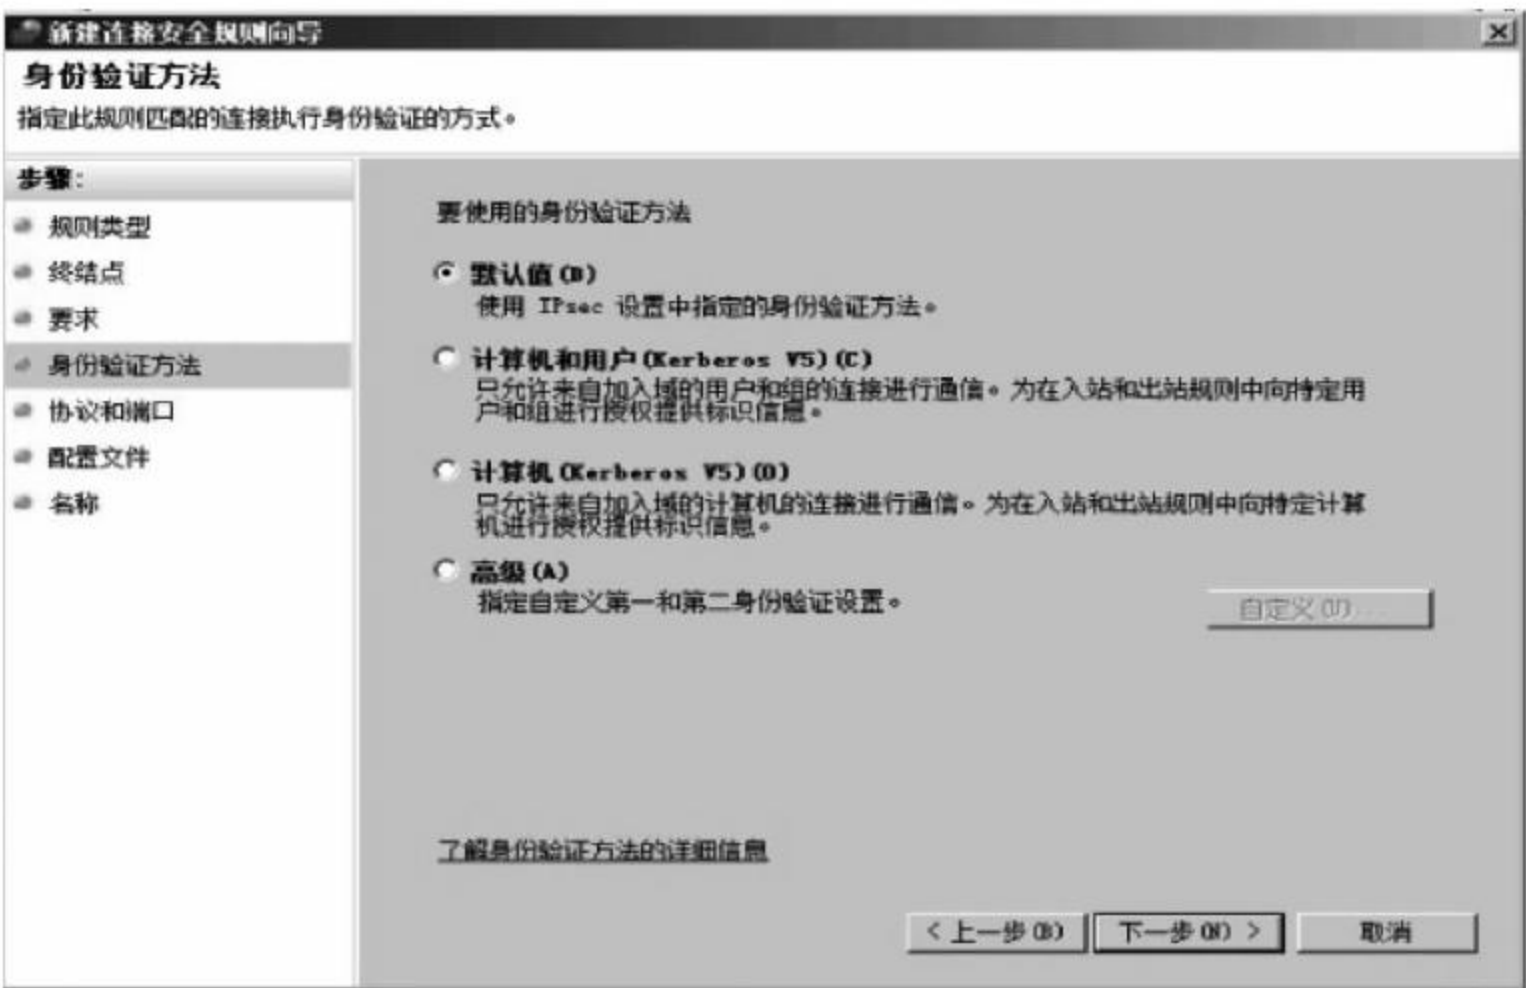 新建连接安全规则向导
身份验证方法
指定此规则匹配的连接执行身份验证的方式。
步骤：
规则类型
终结点
要求
身份验证方法
协议和端口
配置文件
名称
要使用的身份验证方法
默认值(D)
使用 IPsec 设置中指定的身份验证方法。
计算机和用户(Kerberos V5)(C)
只允许来自加入域的用户和组的连接进行通信。为在入站和出站规则中向特定用
户和组进行授权提供标识信息。
计算机(Kerberos V5)(O)
只允许来自加入域的计算机的连接进行通信。为在入站和出站规则中向特定计算
机进行授权提供标识信息。
高级(A)
指定自定义第一和第二身份验证设置。
自定义(U)...
了解身份验证方法的详细信息
< 上一步(B)
下一步(N) >
取消